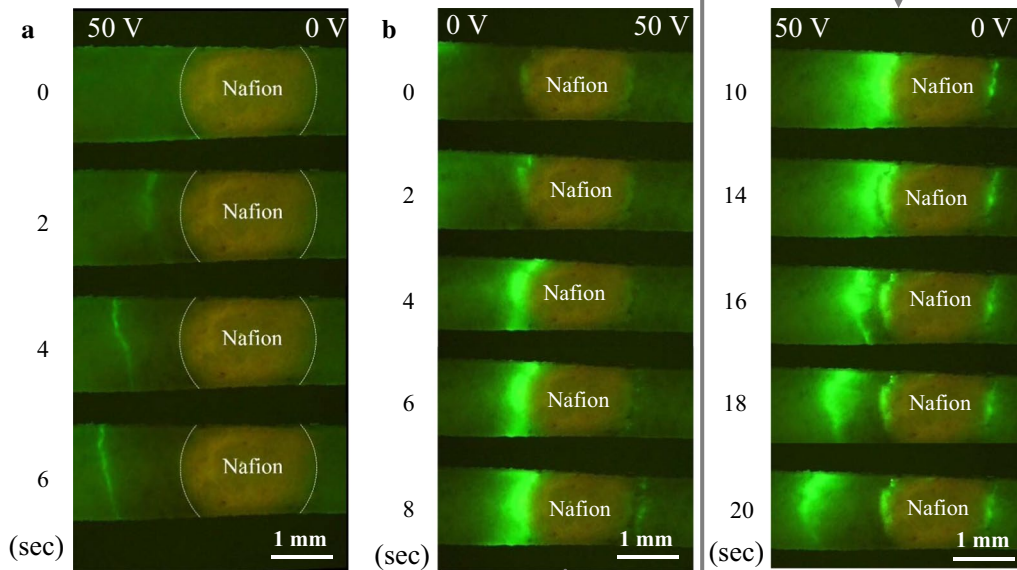 a
50 V 0 V
0 Nafion
2 Nafion
4 Nafion
6 Nafion
(sec) 1 mm
b
0 V 50 V
0 Nafion
2 Nafion
4 Nafion
6 Nafion
8 Nafion
(sec) 1 mm
50 V 0 V
10 Nafion
14 Nafion
16 Nafion
18 Nafion
20 Nafion
(sec) 1 mm